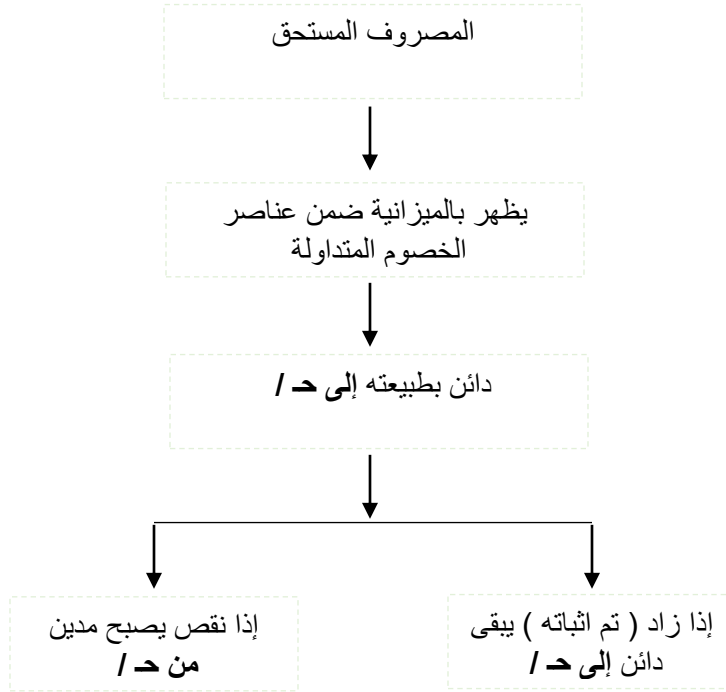 المصروف المستحق
يظهر بالميزانية ضمن عناصر
الخصوم المتداولة
دائن بطبيعته إلى حـ /
إذا زاد ( تم اثباته ) يبقى
دائن إلى حـ /
إذا نقص يصبح مدين
من حـ /